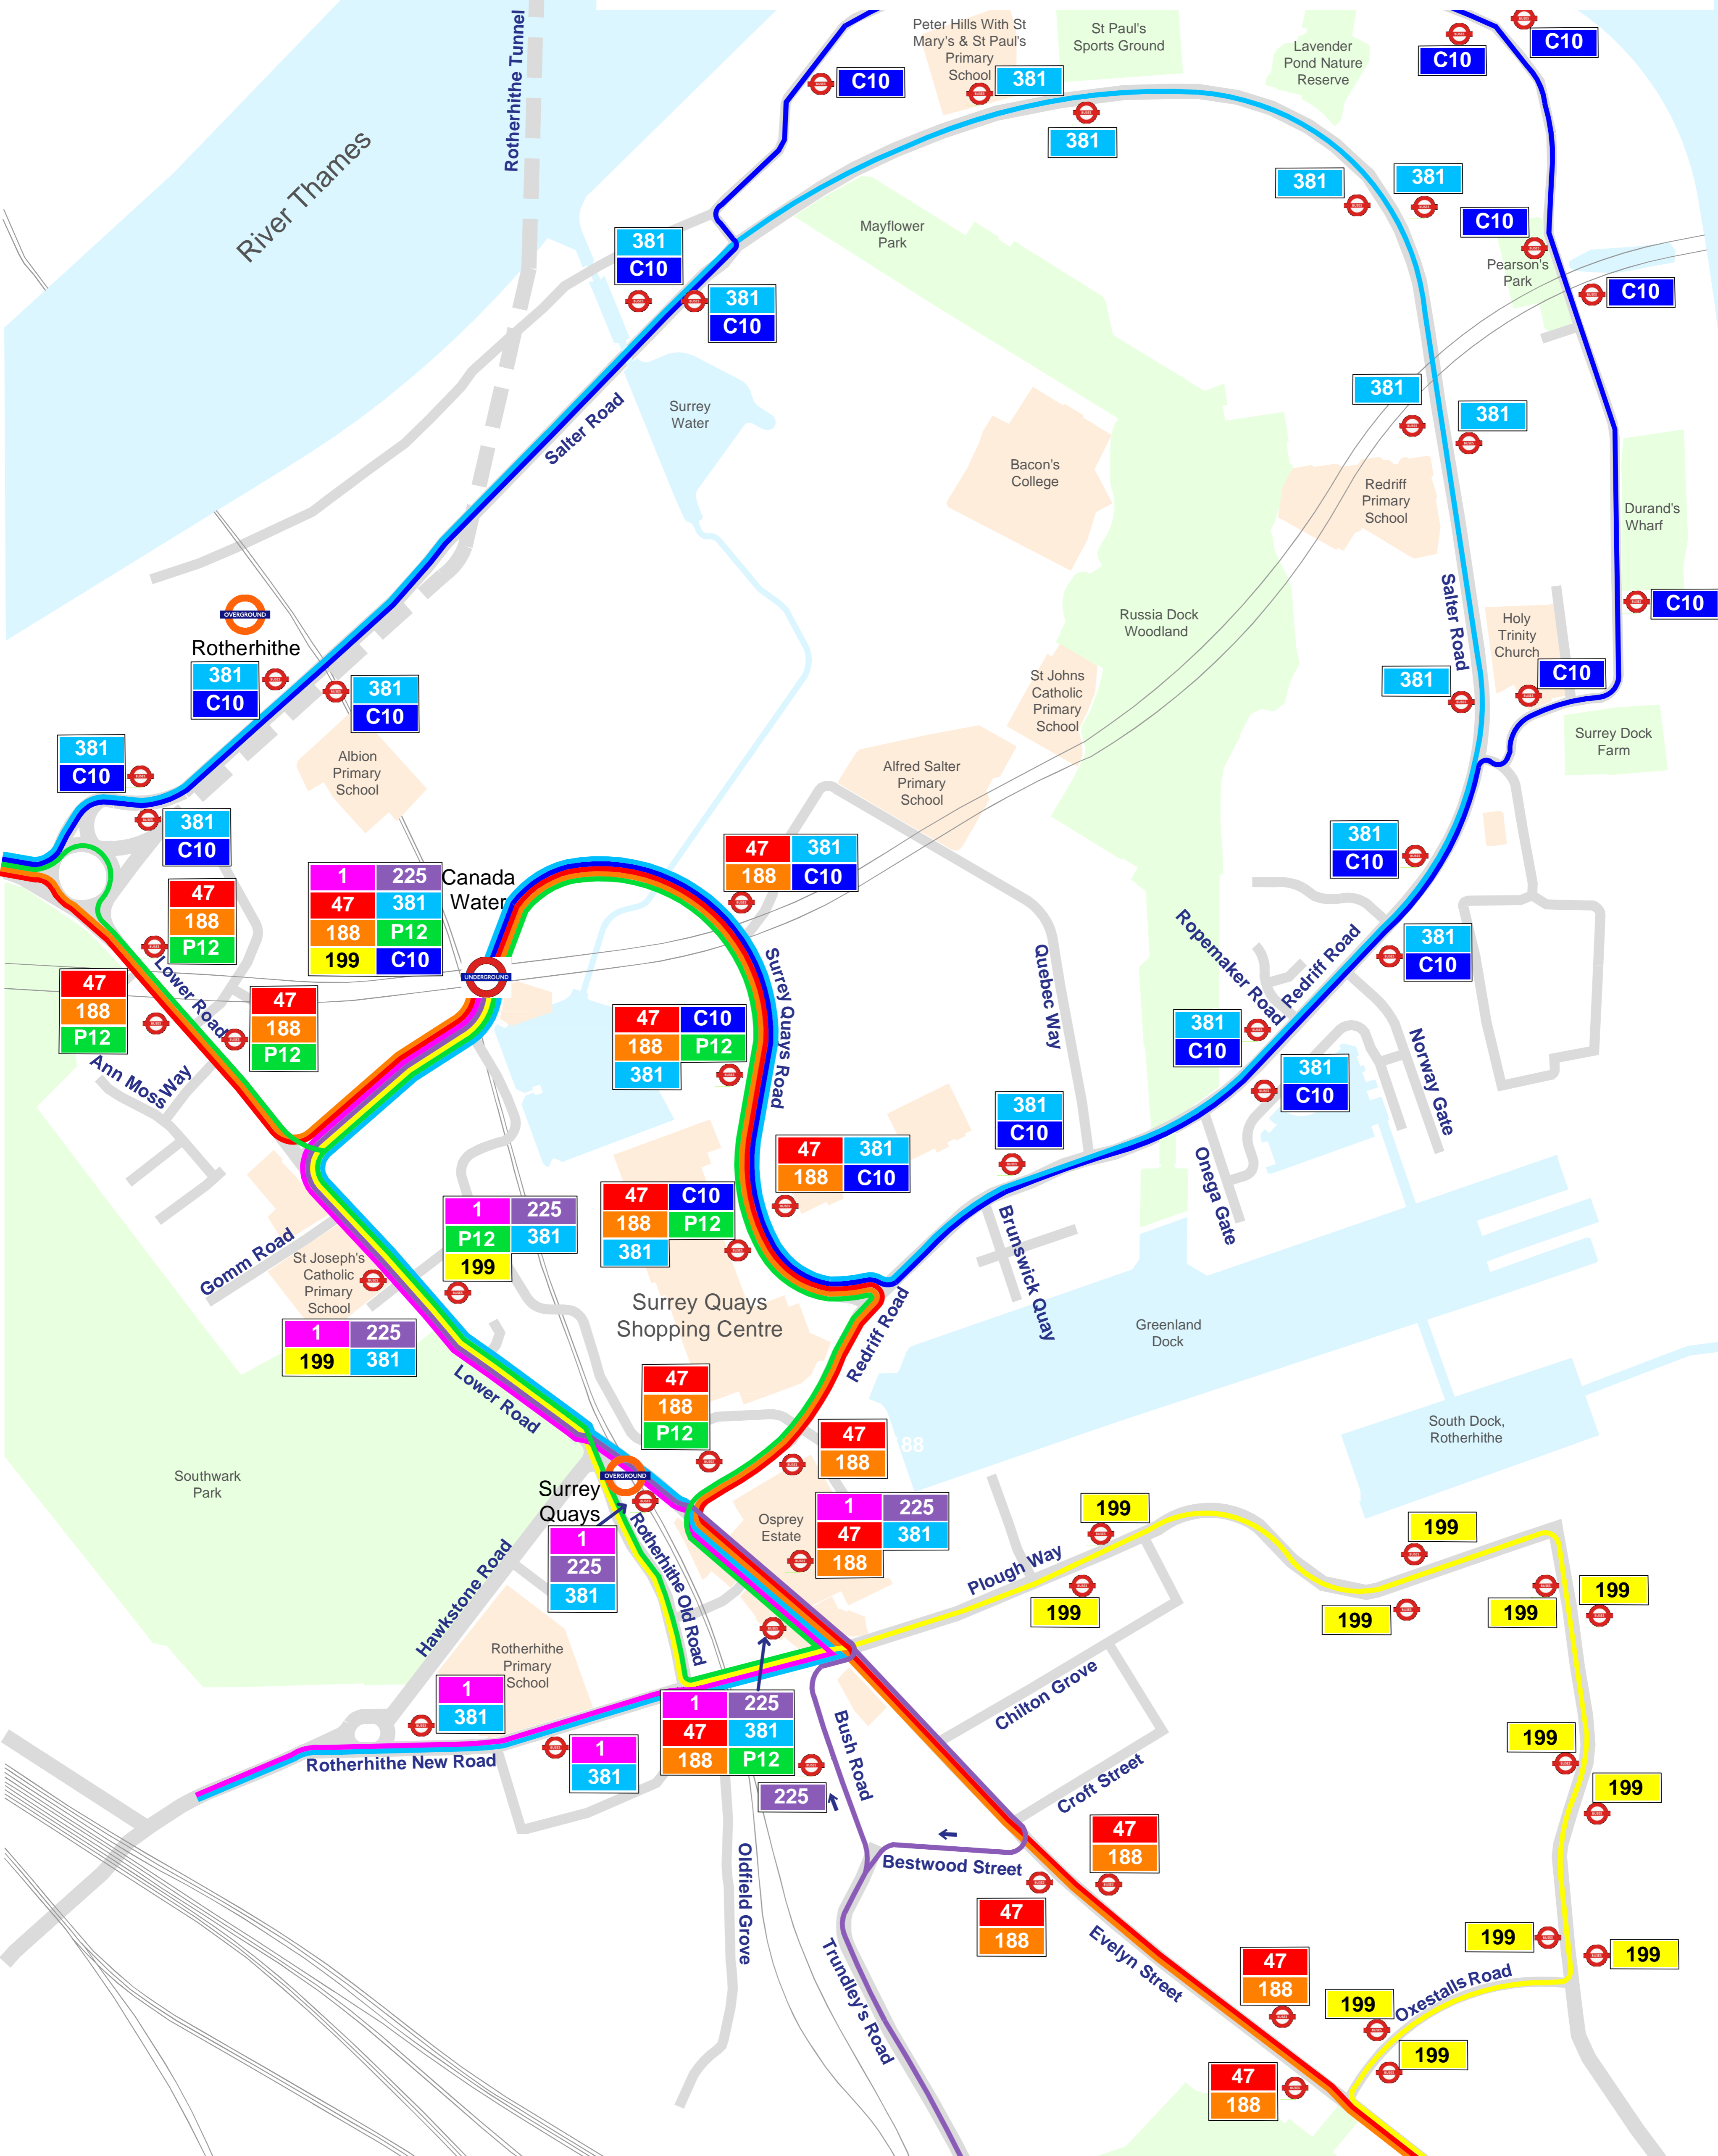 Rotherhithe Tunnel
River Thames
Peter Hills With St
Mary's & St Paul's
Primary
School
381
St Paul's
Sports Ground
Lavender
Pond Nature
Reserve
C10
C10
C10
381
381
381
C10
Pearson's
Park
C10
Mayflower
Park
381
C10
381
C10
Salter Road
Surrey
Water
381
381
Bacon's
College
Redriff
Primary
School
Durand's
Wharf
Salter Road
C10
Holy
Trinity
Church
C10
381
Surrey Dock
Farm
Russia Dock
Woodland
St Johns
Catholic
Primary
School
Alfred Salter
Primary
School
OVERGROUND
Rotherhithe
381
C10
381
C10
Albion
Primary
School
381
C10
381
C10
47
188
P12
1 225
47 381
188 P12
199 C10
Canada
Water
UNDERGROUND
47 381
188 C10
381
C10
381
C10
Ropemaker Road
Redriff Road
381
C10
381
C10
Norway Gate
Quebec Way
Surrey Quays Road
47 C10
188 P12
381
47
188
P12
Lower Road
47
188
P12
Ann Moss Way
381
C10
47 381
188 C10
47 C10
188 P12
381
Onega Gate
Brunswick Quay
Gomm Road
St Joseph's
Catholic
Primary
School
1 225
P12 381
199
1 225
199 381
Lower Road
Surrey Quays
Shopping Centre
Redriff Road
Greenland
Dock
South Dock,
Rotherhithe
47
188
P12
47
188
88
Southwark
Park
OVERGROUND
Surrey
Quays
1
225
381
Osprey
Estate
1 225
47 381
188
Rotherhithe Old Road
Hawkstone Road
Rotherhithe
Primary
School
Plough Way
199
199
199
199
199
199
1
381
Rotherhithe New Road
1
381
1 225
47 381
188 P12
225
Bush Road
Chilton Grove
Croft Street
199
199
Bestwood Street
47
188
47
188
Oldfield Grove
Trundley's Road
Evelyn Street
47
188
199
199
Oxestalls Road
199
199
47
188